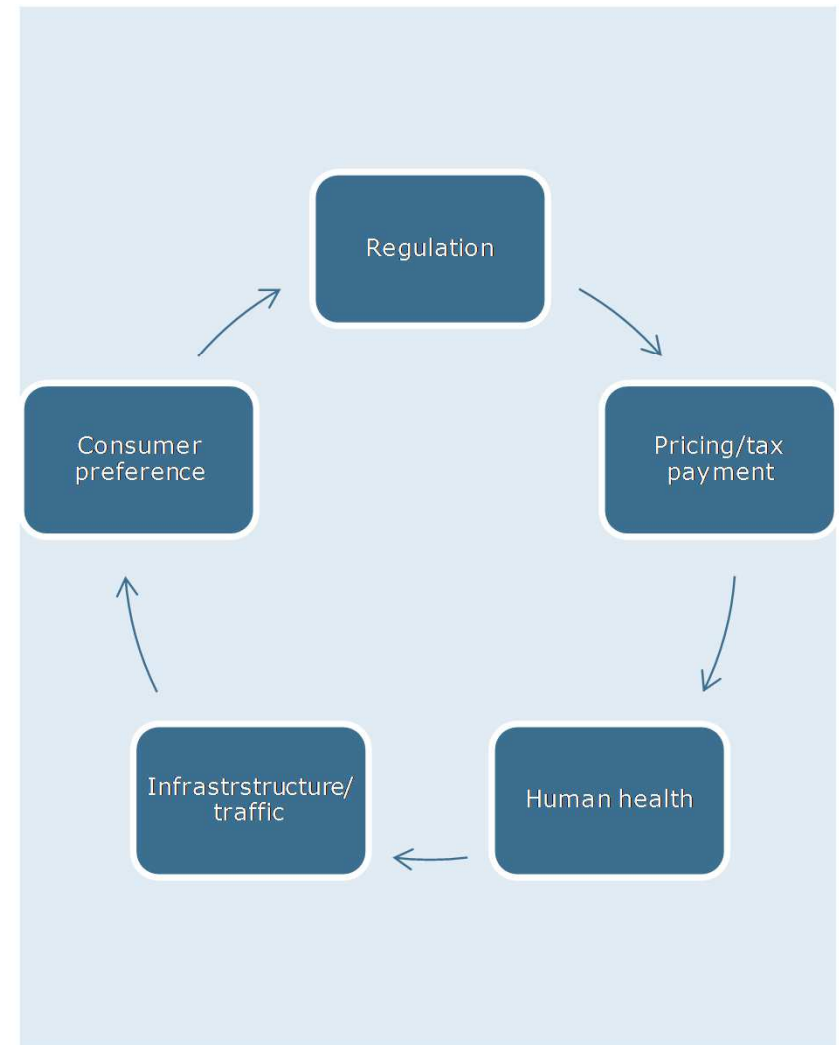 Regulation
Pricing/tax
payment
Human health
Infrastrstructure/
traffic
Consumer
preference